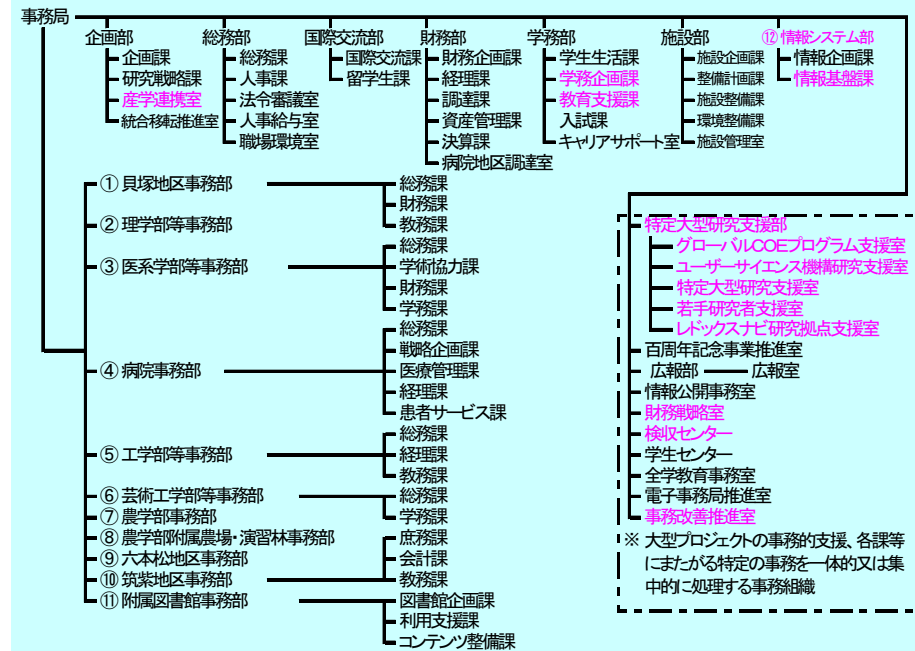 事務局
企画部
企画課
研究戦略課
産学連携室
統合移転推進室
総務部
総務課
人事課
法令審議室
人事給与室
職場環境室
国際交流部
国際交流課
留学生課
財務部
財務企画課
経理課
調達課
資産管理課
決算課
病院地区調達室
学務部
学生生活課
学務企画課
教育支援課
入試課
キャリアサポート室
施設部
施設企画課
整備計画課
施設整備課
環境整備課
施設管理室
⑫情報システム部
情報企画課
情報基盤課
①貝塚地区事務部
総務課
財務課
教務課
②理学部等事務部
③医系学部等事務部
総務課
学術協力課
財務課
学務課
④病院事務部
総務課
戦略企画課
医療管理課
経理課
患者サービス課
⑤工学部等事務部
総務課
経理課
教務課
⑥芸術工学部等事務部
総務課
学務課
⑦農学部事務部
⑧農学部附属農場・演習林事務部
⑨六本松地区事務部
⑩筑紫地区事務部
庶務課
会計課
教務課
⑪附属図書館事務部
図書館企画課
利用支援課
コンテンツ整備課
特定大型研究支援部
グローバルCOEプログラム支援室
ユーザーサイエンス機構研究支援室
特定大型研究支援室
若手研究者支援室
レドックスナビ研究拠点支援室
百周年記念事業推進室
広報部 広報室
情報公開事務室
財務戦略室
検収センター
学生センター
全学教育事務室
電子事務局推進室
事務改善推進室
※ 大型プロジェクトの事務的支援、各課等
にまたがる特定の事務を一体的又は集
中的に処理する事務組織